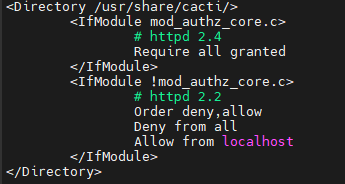 <Directory /usr/share/cacti/>
        <IfModule mod_authz_core.c>
                # httpd 2.4
                Require all granted
        </IfModule>
        <IfModule !mod_authz_core.c>
                # httpd 2.2
                Order deny,allow
                Deny from all
                Allow from localhost
        </IfModule>
</Directory>